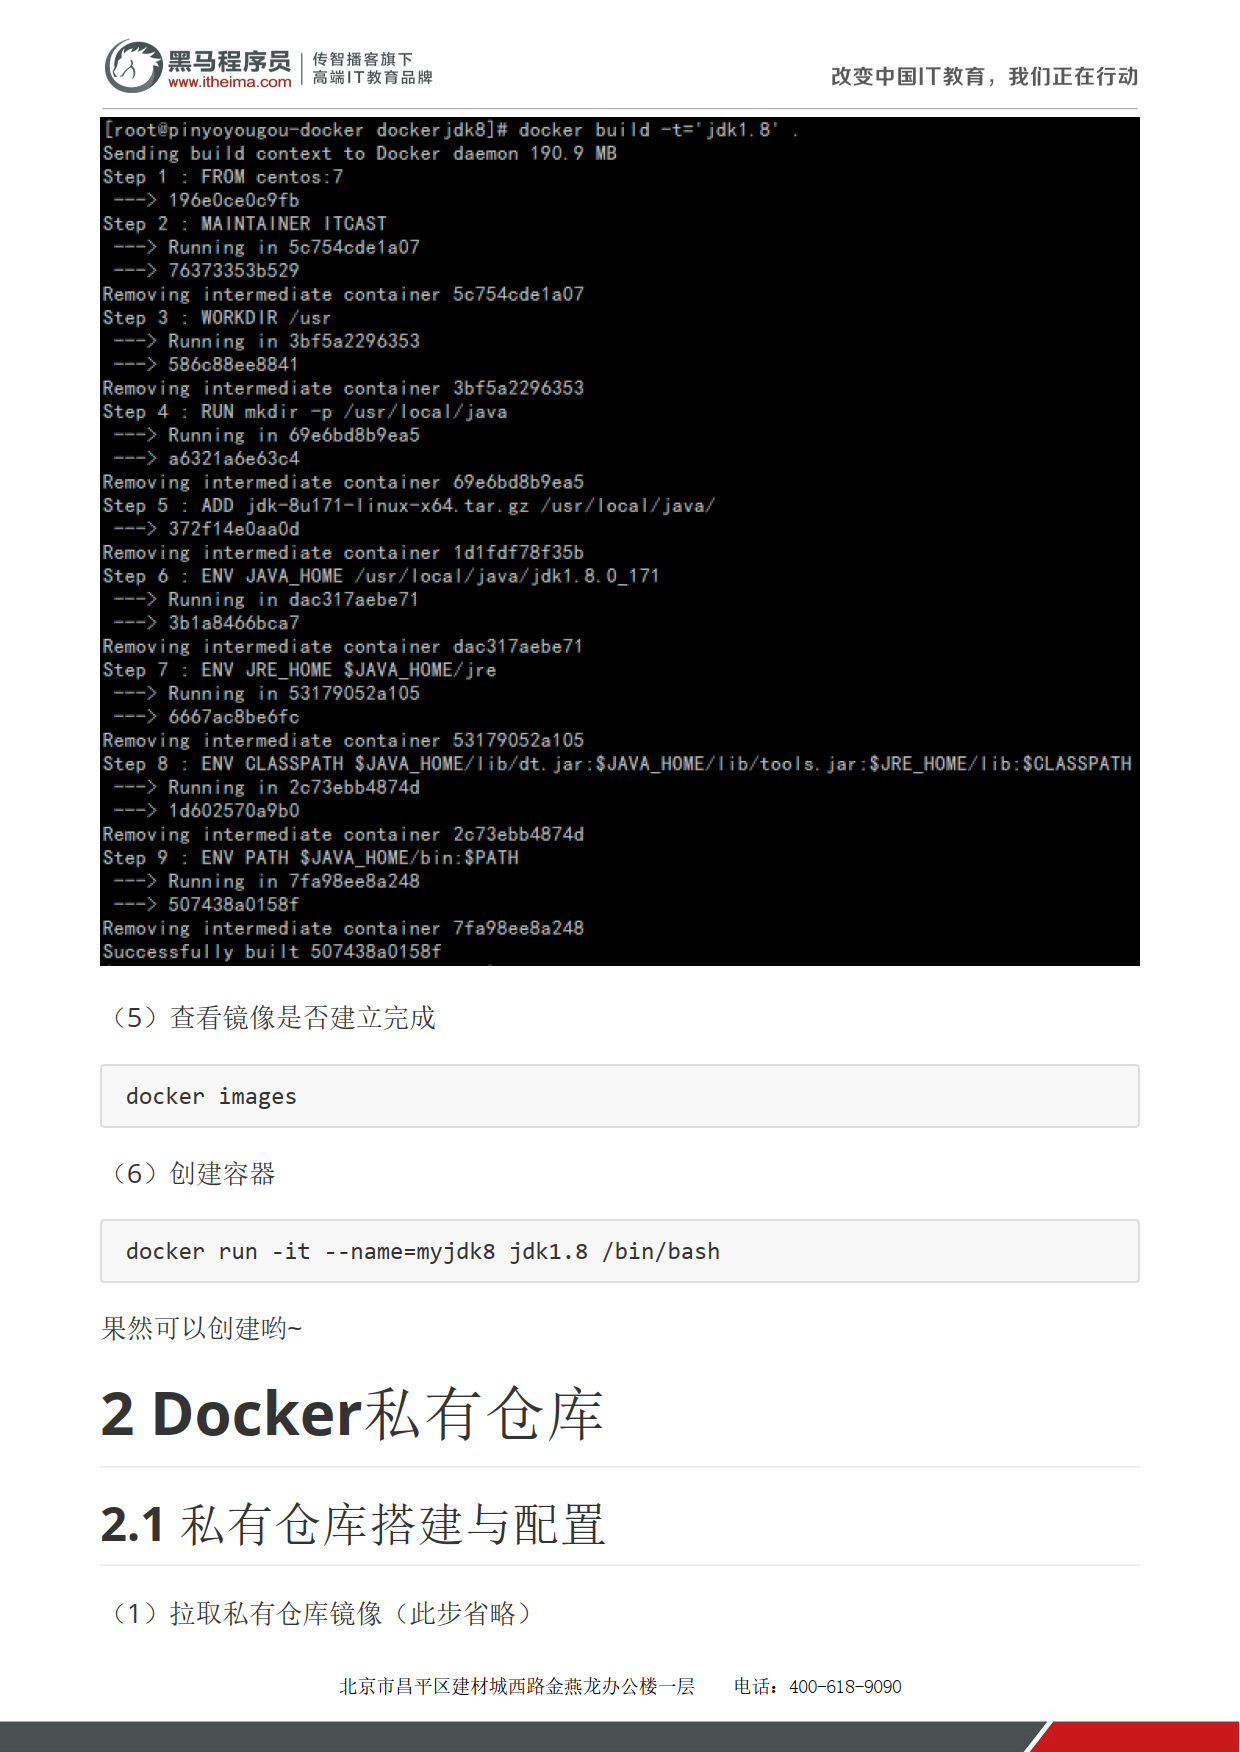 黑马程序员
www.itheima.com
传智播客旗下
高端IT教育品牌
改变中国IT教育，我们正在行动
[root@pinyoyougou-docker dockerjdk8]# docker build -t='jdk1.8' .
Sending build context to Docker daemon 190.9 MB
Step 1 : FROM centos:7
 ---> 196e0ce0c9fb
Step 2 : MAINTAINER ITCAST
 ---> Running in 5c754cde1a07
 ---> 76373353b529
Removing intermediate container 5c754cde1a07
Step 3 : WORKDIR /usr
 ---> Running in 3bf5a2296353
 ---> 586c88ee8841
Removing intermediate container 3bf5a2296353
Step 4 : RUN mkdir -p /usr/local/java
 ---> Running in 69e6bd8b9ea5
 ---> a6321a6e63c4
Removing intermediate container 69e6bd8b9ea5
Step 5 : ADD jdk-8u171-linux-x64.tar.gz /usr/local/java/
 ---> 372f14e0aa0d
Removing intermediate container 1d1fdf78f35b
Step 6 : ENV JAVA_HOME /usr/local/java/jdk1.8.0_171
 ---> Running in dac317aebe71
 ---> 3b1a8466bca7
Removing intermediate container dac317aebe71
Step 7 : ENV JRE_HOME $JAVA_HOME/jre
 ---> Running in 53179052a105
 ---> 6667ac8be6fc
Removing intermediate container 53179052a105
Step 8 : ENV CLASSPATH $JAVA_HOME/lib/dt.jar:$JAVA_HOME/lib/tools.jar:$JRE_HOME/lib:$CLASSPATH
 ---> Running in 2c73ebb4874d
 ---> 1d602570a9b0
Removing intermediate container 2c73ebb4874d
Step 9 : ENV PATH $JAVA_HOME/bin:$PATH
 ---> Running in 7fa98ee8a248
 ---> 507438a0158f
Removing intermediate container 7fa98ee8a248
Successfully built 507438a0158f
（5）查看镜像是否建立完成
docker images
（6）创建容器
docker run -it --name=myjdk8 jdk1.8 /bin/bash
果然可以创建哟~
2 Docker私有仓库
2.1 私有仓库搭建与配置
（1）拉取私有仓库镜像（此步省略）
北京市昌平区建材城西路金燕龙办公楼一层 电话：400-618-9090